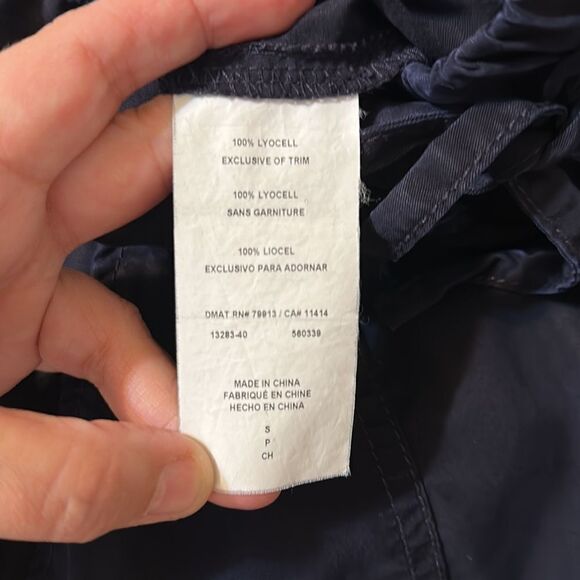 100% LYOCELL
EXCLUSIVE OF TRIM
100% LYOCELL
SANS GARNITURE
100% LIOCEL
EXCLUSIVO PARA ADORNAR
DMAT RN# 79913 / CA# 11414
13283-40 560339
MADE IN CHINA
FABRIQUÉ EN CHINE
HECHO EN CHINA
S
P
CH